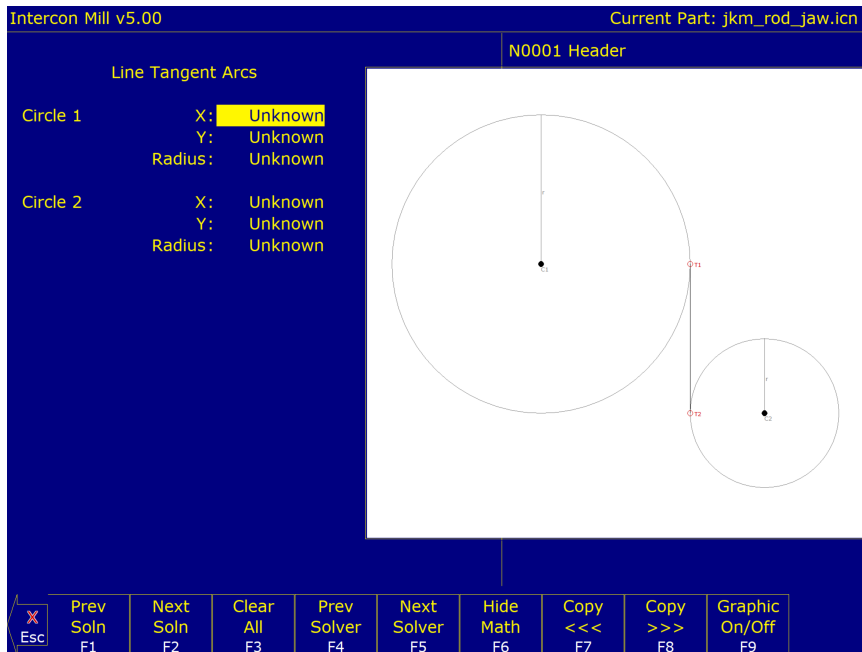 Intercon Mill v5.00
Current Part: jkm_rod_jaw.icn
N0001 Header
Line Tangent Arcs
Circle 1 X: Unknown
Y: Unknown
Radius: Unknown
Circle 2 X: Unknown
Y: Unknown
Radius: Unknown
r
C1
T1
r
T2
C2
X Esc
Prev Soln F1
Next Soln F2
Clear All F3
Prev Solver F4
Next Solver F5
Hide Math F6
Copy <<< F7
Copy >>> F8
Graphic On/Off F9